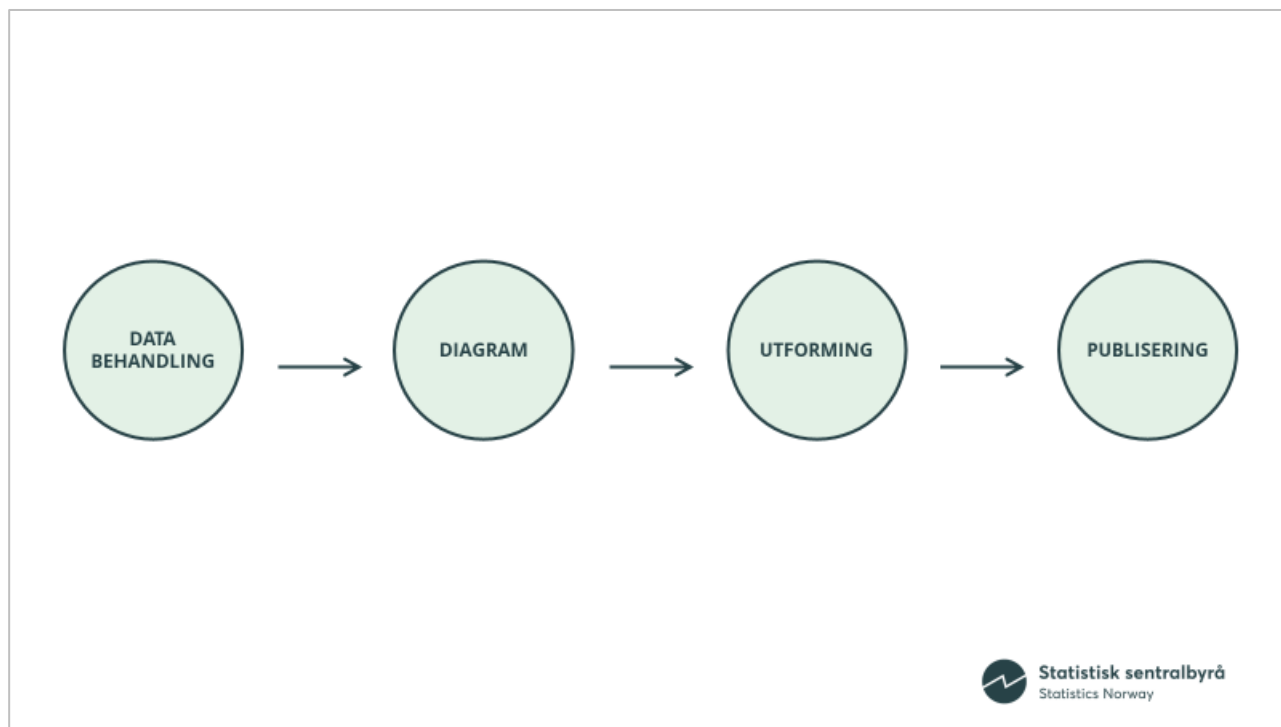 DATA
BEHANDLING
DIAGRAM
UTFORMING
PUBLISERING
Statistisk sentralbyrå
Statistics Norway